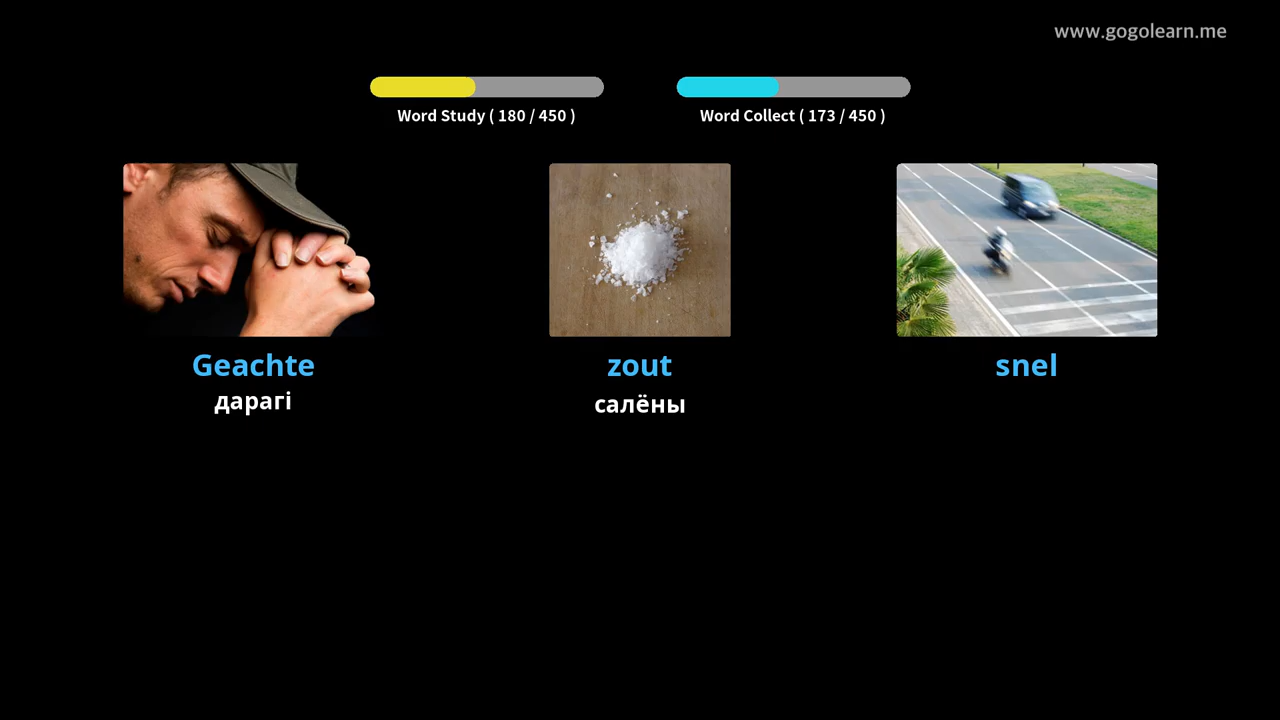 www.gogolearn.me
Word Study ( 180 / 450 )
Word Collect ( 173 / 450 )
Geachte
дарагі
zout
салёны
snel